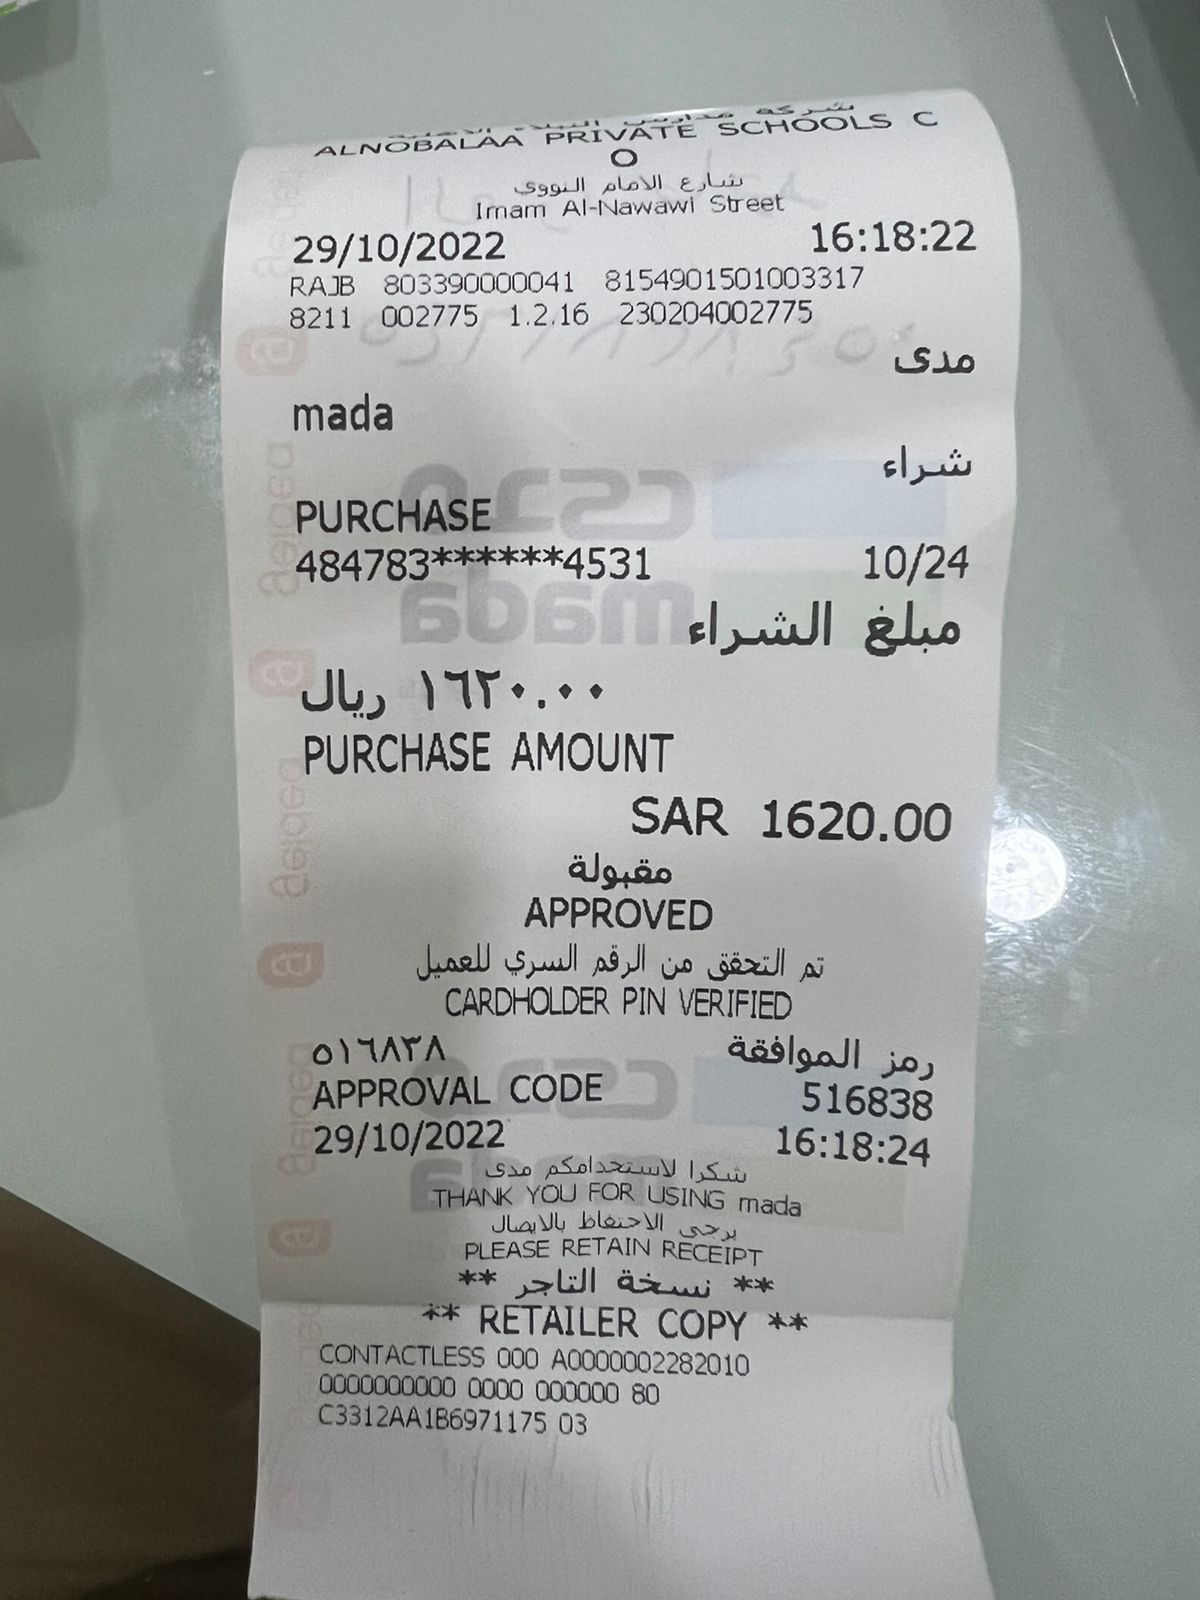 شركة مدارس النبلاء الاهلية
ALNOBALAA PRIVATE SCHOOLS C
O
شارع الامام النووي
Imam Al-Nawawi Street
29/10/2022 16:18:22
RAJB 803390000041 8154901501003317
8211 002775 1.2.16 230204002775
مدى
mada
شراء
PURCHASE
484783******4531 10/24
مبلغ الشراء
١٦٢٠.٠٠ ريال
PURCHASE AMOUNT
SAR 1620.00
مقبولة
APPROVED
تم التحقق من الرقم السري للعميل
CARDHOLDER PIN VERIFIED
رمز الموافقة ٥١٦٨٣٨
APPROVAL CODE 516838
29/10/2022 16:18:24
شكرا لاستخدامكم مدى
THANK YOU FOR USING mada
يرجى الاحتفاظ بالايصال
PLEASE RETAIN RECEIPT
** نسخة التاجر **
** RETAILER COPY **
CONTACTLESS 000 A0000002282010
0000000000 0000 000000 80
C3312AA1B6971175 03